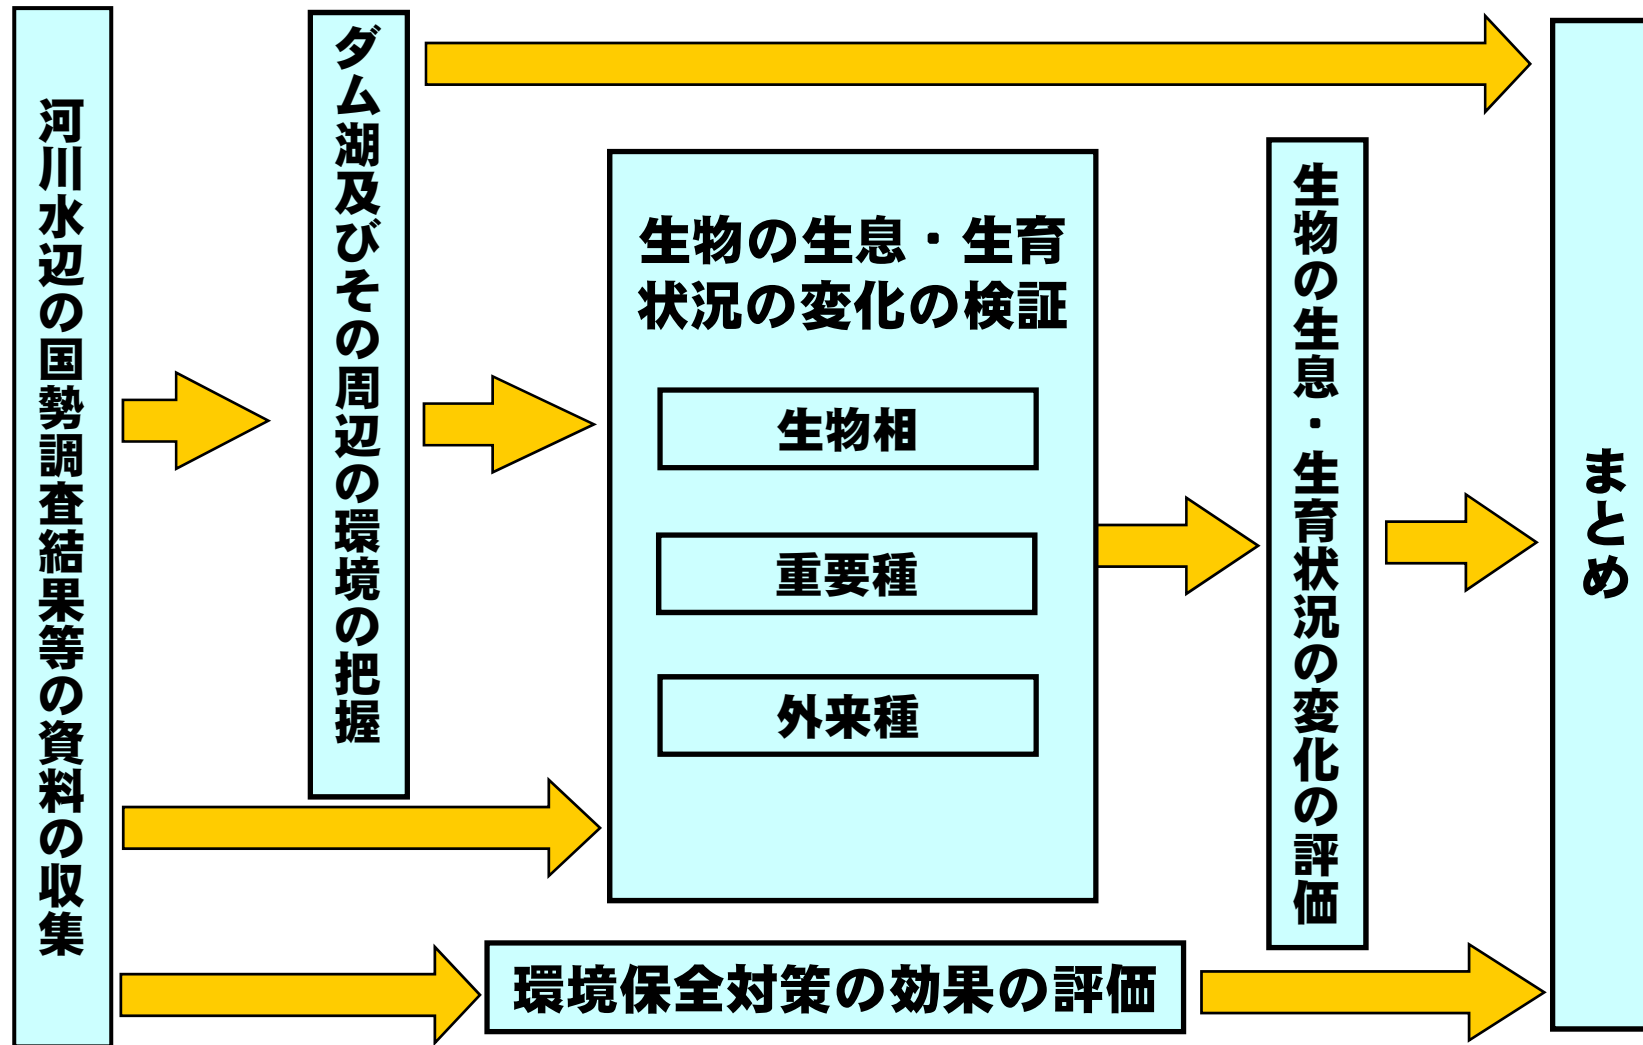 河川水辺の国勢調査結果等の資料の収集
ダム湖及びその周辺の環境の把握
生物の生息・生育
状況の変化の検証
生物相
重要種
外来種
生物の生息・生育状況の変化の評価
環境保全対策の効果の評価
まとめ